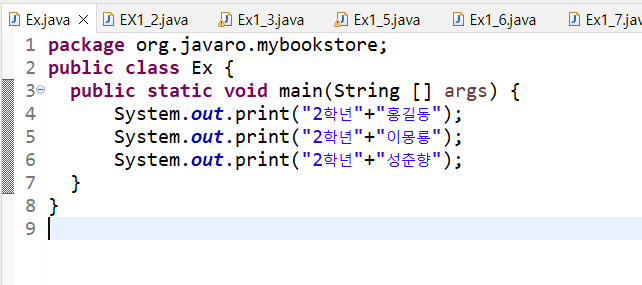 Ex.java EX1_2.java Ex1_3.java Ex1_5.java Ex1_6.java Ex1_7.java
1 package org.javaro.mybookstore;
2 public class Ex {
3 public static void main(String [] args) {
4 System.out.print("2학년"+"홍길동");
5 System.out.print("2학년"+"이몽룡");
6 System.out.print("2학년"+"성춘향");
7 }
8 }
9